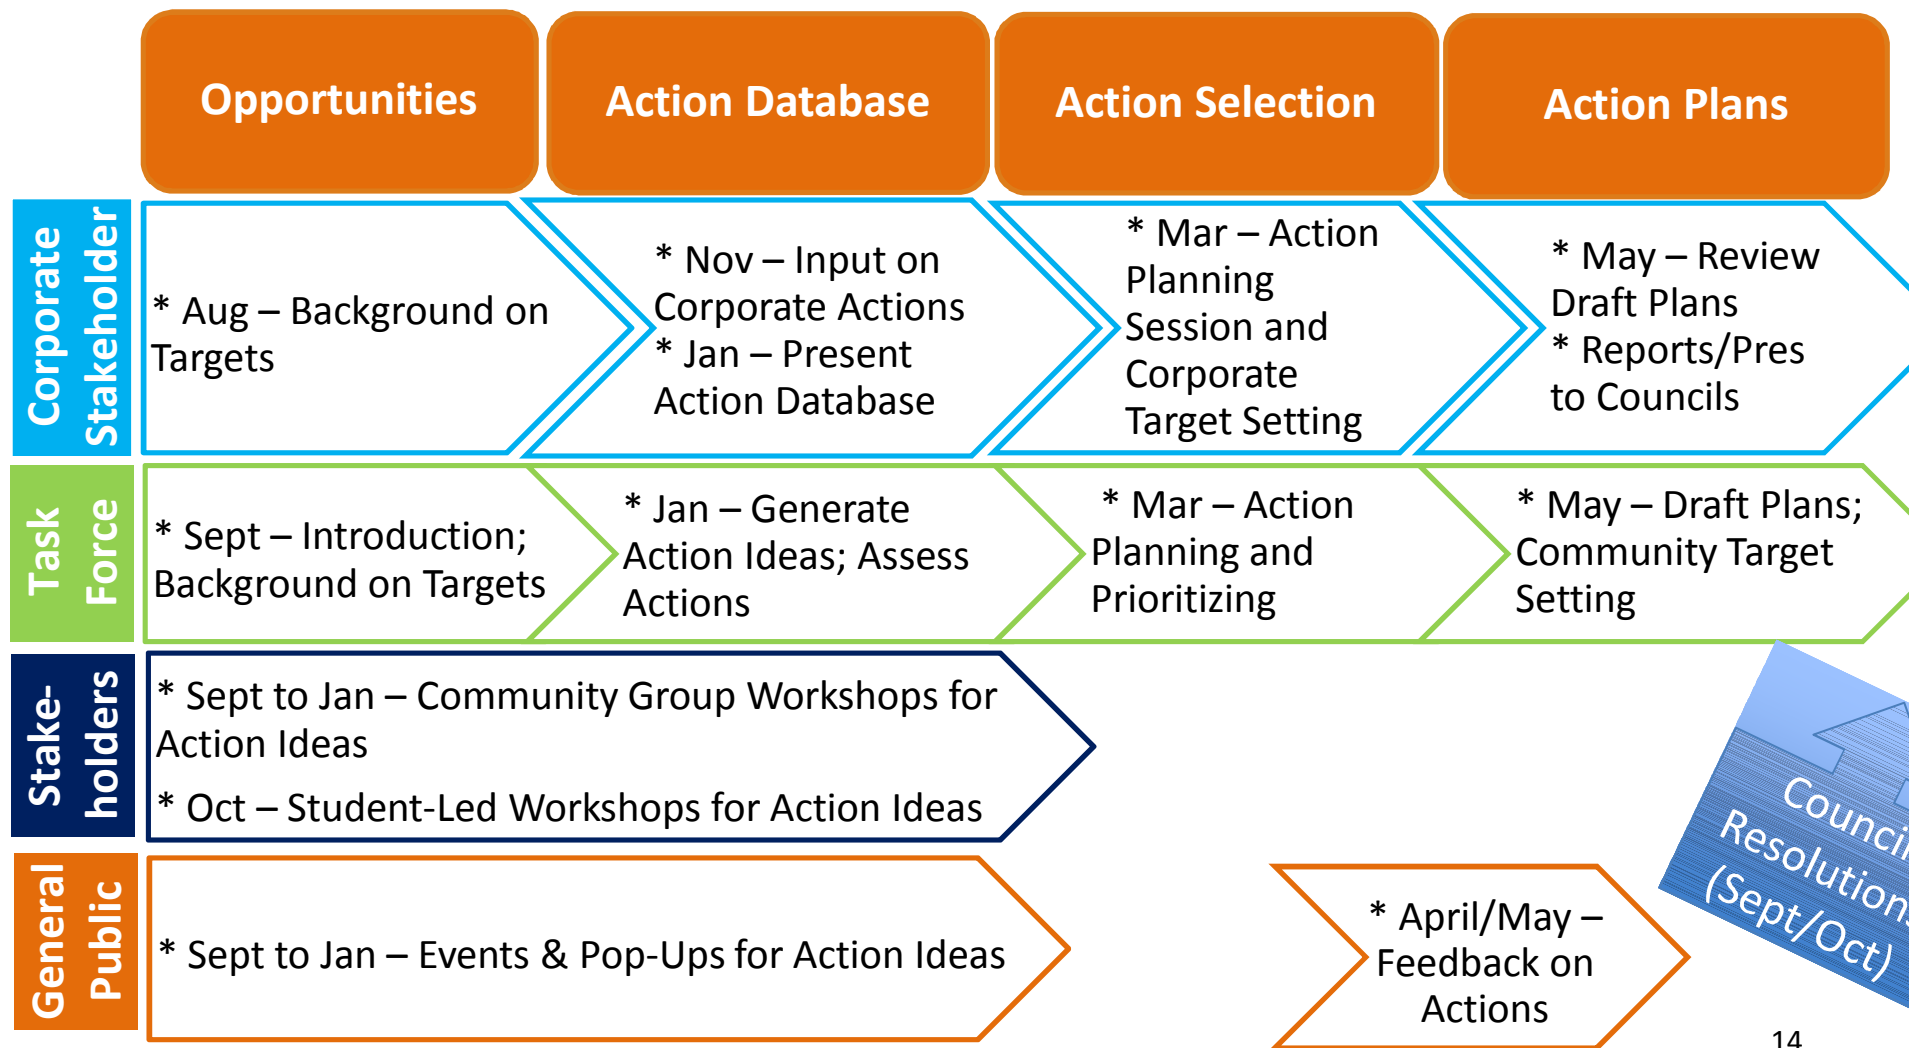 Opportunities
Action Database
Action Selection
Action Plans
Corporate
Stakeholder
* Aug – Background on
Targets
* Nov – Input on
Corporate Actions
* Jan – Present
Action Database
* Mar – Action
Planning
Session and
Corporate
Target Setting
* May – Review
Draft Plans
* Reports/Pres
to Councils
Task
Force
* Sept – Introduction;
Background on Targets
* Jan – Generate
Action Ideas; Assess
Actions
* Mar – Action
Planning and
Prioritizing
* May – Draft Plans;
Community Target
Setting
Stake-
holders
* Sept to Jan – Community Group Workshops for
Action Ideas
* Oct – Student-Led Workshops for Action Ideas
Council
Resolutions
(Sept/Oct)
General
Public
* Sept to Jan – Events & Pop-Ups for Action Ideas
* April/May –
Feedback on
Actions
14